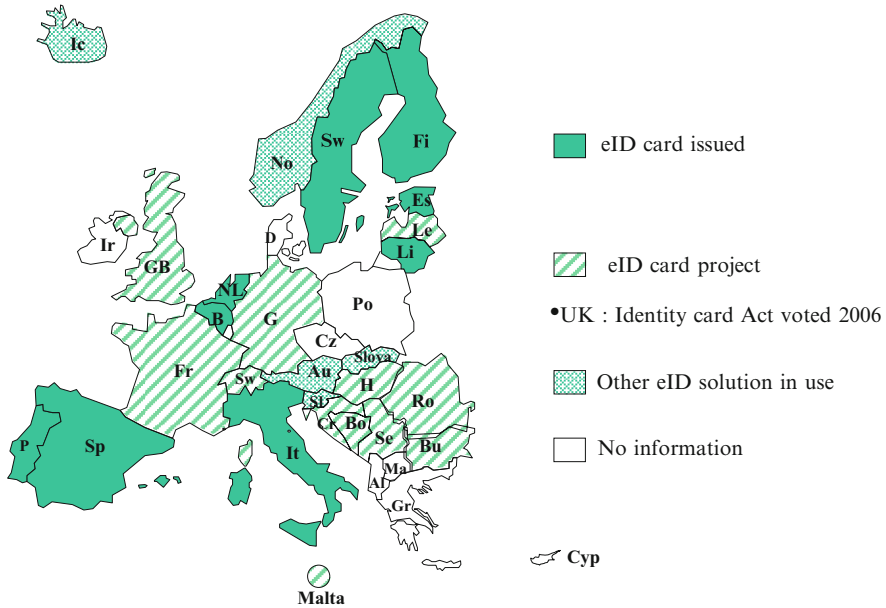 Ic
Sw
Fi
No
Es
Le
Li
D
Ir
GB
NL
B
G
Po
Cz
Slova
Fr
Sw
Au
H
Sl
Ro
Cr
Bo
Se
Bu
P
Sp
It
Ma
Al
Gr
Cyp
Malta
eID card issued
eID card project
•UK : Identity card Act voted 2006
Other eID solution in use
No information